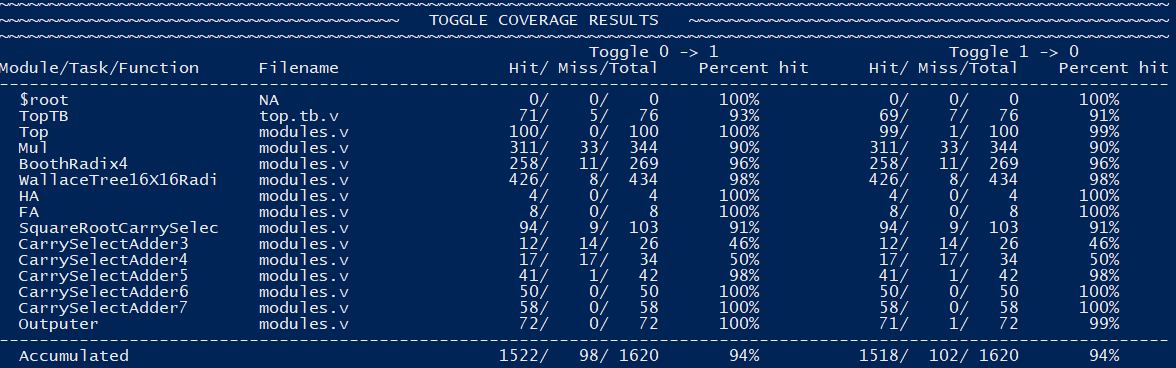 TOGGLE COVERAGE RESULTS
Toggle 0 -> 1 Toggle 1 -> 0
Module/Task/Function Filename Hit/ Miss/Total Percent hit Hit/ Miss/Total Percent hit
$root NA 0/ 0/ 0 100% 0/ 0/ 0 100%
TopTB top.tb.v 71/ 5/ 76 93% 69/ 7/ 76 91%
Top modules.v 100/ 0/ 100 100% 99/ 1/ 100 99%
Mul modules.v 311/ 33/ 344 90% 311/ 33/ 344 90%
BoothRadix4 modules.v 258/ 11/ 269 96% 258/ 11/ 269 96%
WallaceTree16X16Radi modules.v 426/ 8/ 434 98% 426/ 8/ 434 98%
HA modules.v 4/ 0/ 4 100% 4/ 0/ 4 100%
FA modules.v 8/ 0/ 8 100% 8/ 0/ 8 100%
SquareRootCarrySelec modules.v 94/ 9/ 103 91% 94/ 9/ 103 91%
CarrySelectAdder3 modules.v 12/ 14/ 26 46% 12/ 14/ 26 46%
CarrySelectAdder4 modules.v 17/ 17/ 34 50% 17/ 17/ 34 50%
CarrySelectAdder5 modules.v 41/ 1/ 42 98% 41/ 1/ 42 98%
CarrySelectAdder6 modules.v 50/ 0/ 50 100% 50/ 0/ 50 100%
CarrySelectAdder7 modules.v 58/ 0/ 58 100% 58/ 0/ 58 100%
Outputer modules.v 72/ 0/ 72 100% 71/ 1/ 72 99%
Accumulated 1522/ 98/ 1620 94% 1518/ 102/ 1620 94%